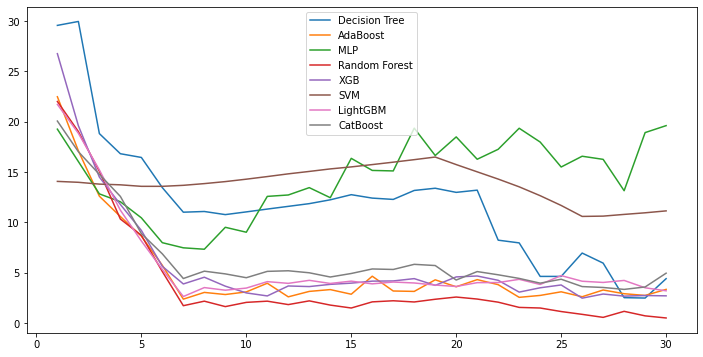 30
25
20
15
10
5
0
Decision Tree
AdaBoost
MLP
Random Forest
XGB
SVM
LightGBM
CatBoost
0 5 10 15 20 25 30